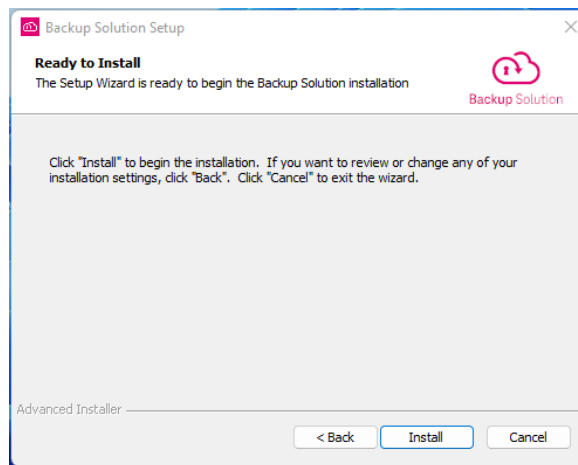 Backup Solution Setup
Ready to Install
The Setup Wizard is ready to begin the Backup Solution installation
Backup Solution
Click "Install" to begin the installation. If you want to review or change any of your
installation settings, click "Back". Click "Cancel" to exit the wizard.
Advanced Installer
< Back Install Cancel